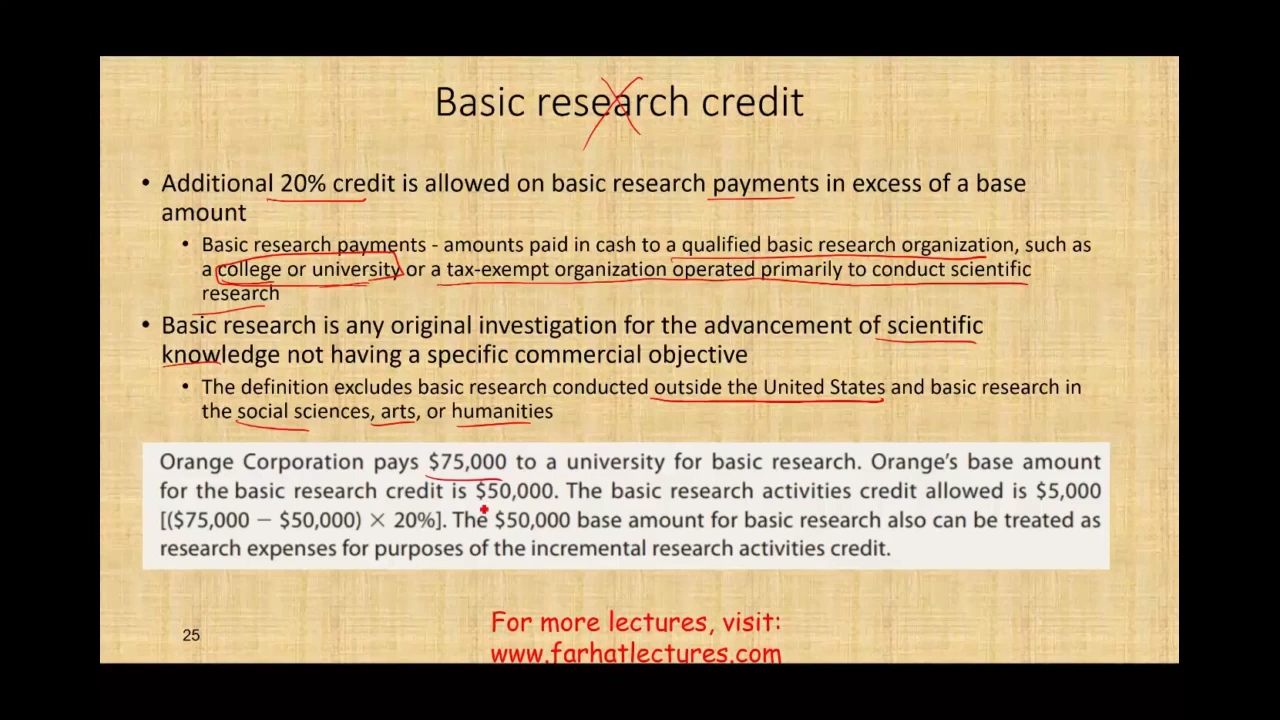 Basic research credit
• Additional 20% credit is allowed on basic research payments in excess of a base
amount
• Basic research payments - amounts paid in cash to a qualified basic research organization, such as
a college or university or a tax-exempt organization operated primarily to conduct scientific
research
• Basic research is any original investigation for the advancement of scientific
knowledge not having a specific commercial objective
• The definition excludes basic research conducted outside the United States and basic research in
the social sciences, arts, or humanities
Orange Corporation pays $75,000 to a university for basic research. Orange's base amount
for the basic research credit is $50,000. The basic research activities credit allowed is $5,000
[($75,000 − $50,000) × 20%]. The $50,000 base amount for basic research also can be treated as
research expenses for purposes of the incremental research activities credit.
For more lectures, visit:
25
www.farhatlectures.com